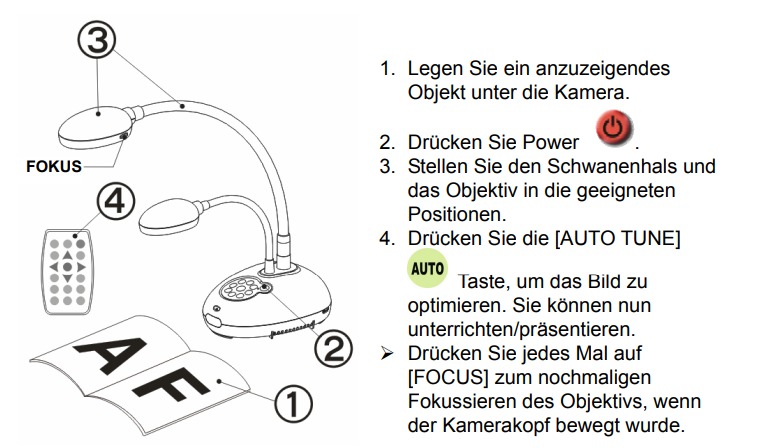 ③
FOKUS
④
②
A F
①
1. Legen Sie ein anzuzeigendes
Objekt unter die Kamera.
2. Drücken Sie Power .
3. Stellen Sie den Schwanenhals und
das Objektiv in die geeigneten
Positionen.
4. Drücken Sie die [AUTO TUNE]
AUTO Taste, um das Bild zu
optimieren. Sie können nun
unterrichten/präsentieren.
➢ Drücken Sie jedes Mal auf
[FOCUS] zum nochmaligen
Fokussieren des Objektivs, wenn
der Kamerakopf bewegt wurde.